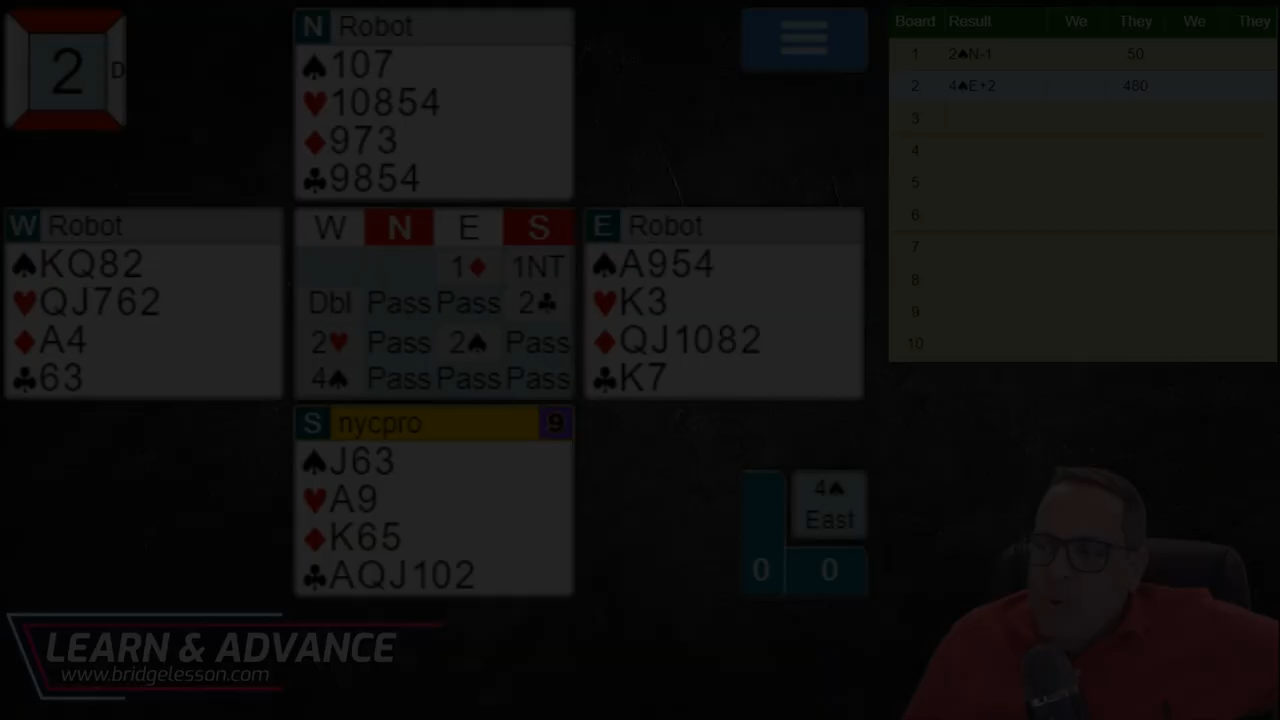 2
D
N Robot
♠107
♥10854
♦973
♣9854
Board Result We They We They
1 2♠N-1 50
2 4♠E+2 480
3
4
5
6
7
8
9
10
W Robot
♠KQ82
♥QJ762
♦A4
♣63
W N E S
1♦ 1NT
Dbl Pass Pass 2♣
2♥ Pass 2♠ Pass
4♠ Pass Pass Pass
E Robot
♠A954
♥K3
♦QJ1082
♣K7
S nycpro 9
♠J63
♥A9
♦K65
♣AQJ102
4♠
East
0 0
LEARN & ADVANCE
www.bridgelesson.com